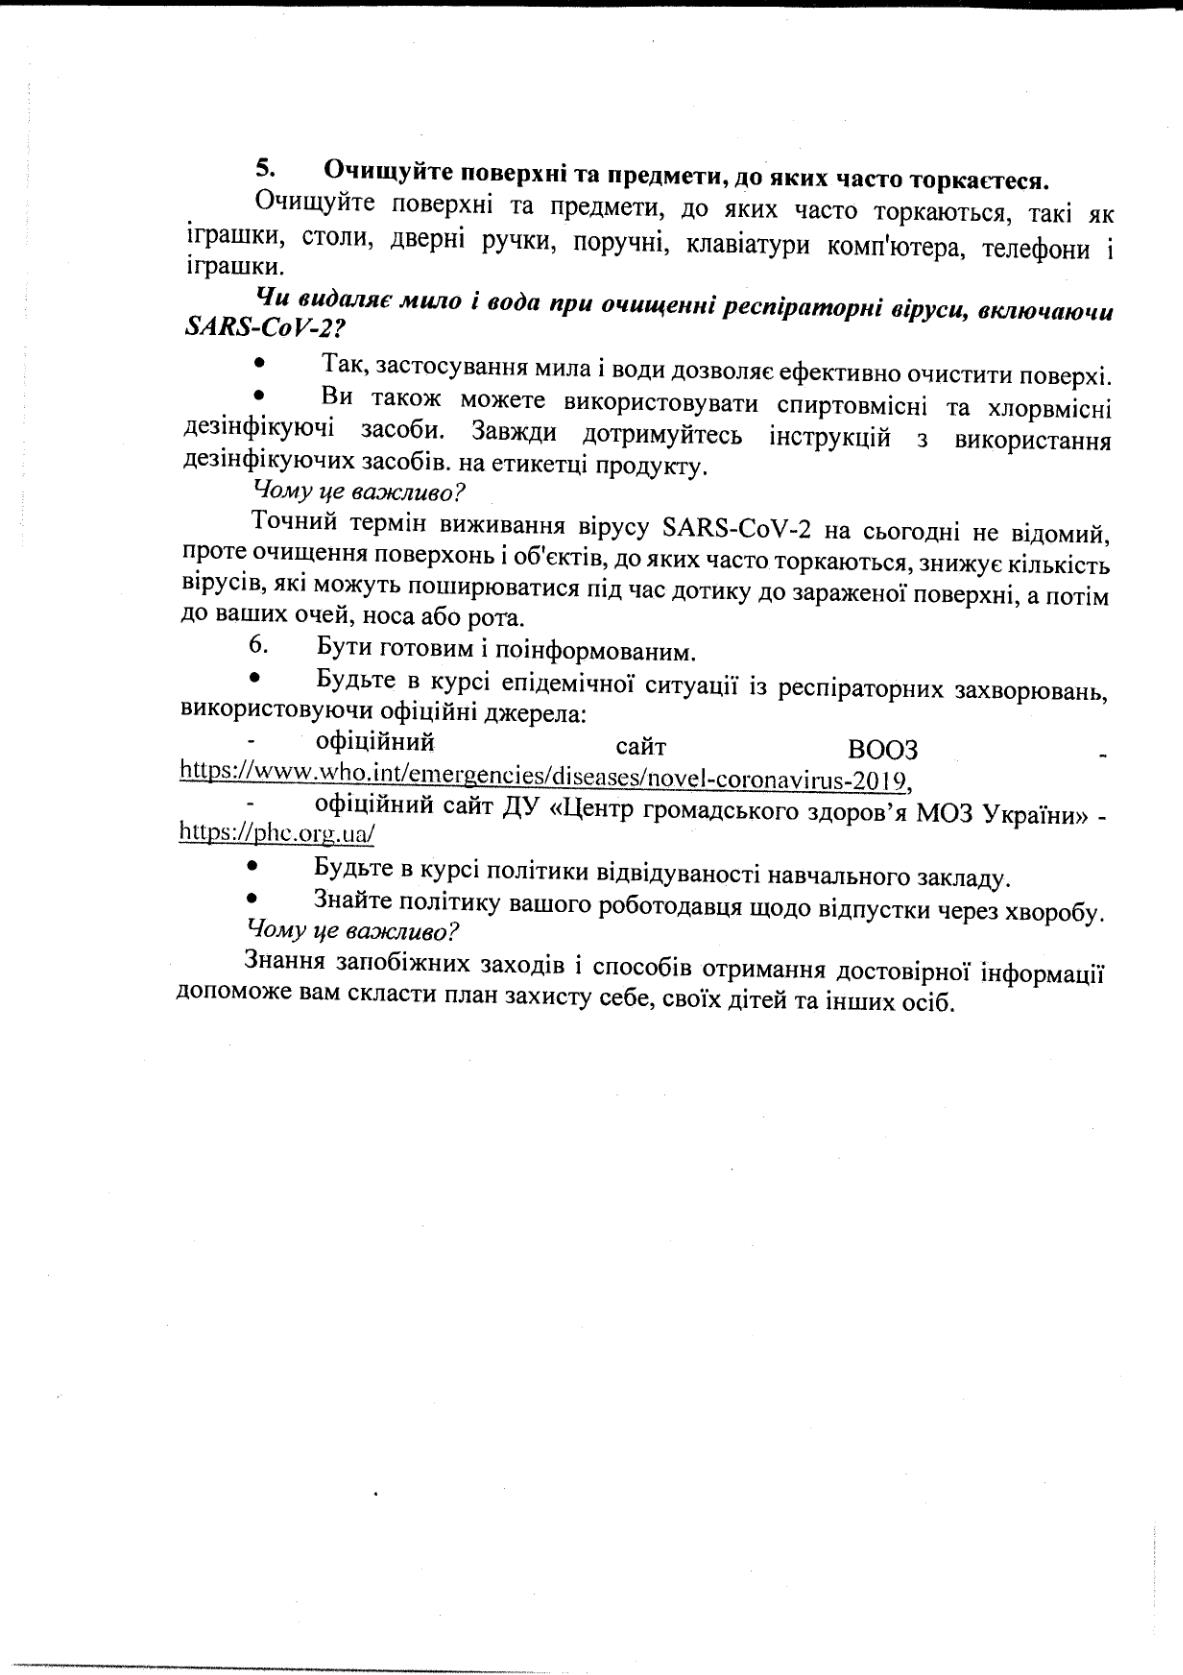 5. Очищуйте поверхні та предмети, до яких часто торкаєтеся.
Очищуйте поверхні та предмети, до яких часто торкаються, такі як
іграшки, столи, дверні ручки, поручні, клавіатури комп'ютера, телефони і
іграшки.
Чи видаляє мило і вода при очищенні респіраторні віруси, включаючи
SARS-CoV-2?
• Так, застосування мила і води дозволяє ефективно очистити поверхі.
• Ви також можете використовувати спиртовмісні та хлорвмісні
дезінфікуючі засоби. Завжди дотримуйтесь інструкцій з використання
дезінфікуючих засобів. на етикетці продукту.
Чому це важливо?
Точний термін виживання вірусу SARS-CoV-2 на сьогодні не відомий,
проте очищення поверхонь і об'єктів, до яких часто торкаються, знижує кількість
вірусів, які можуть поширюватися під час дотику до зараженої поверхні, а потім
до ваших очей, носа або рота.
6. Бути готовим і поінформованим.
• Будьте в курсі епідемічної ситуації із респіраторних захворювань,
використовуючи офіційні джерела:
- офіційний сайт ВООЗ -
https://www.who.int/emergencies/diseases/novel-coronavirus-2019,
- офіційний сайт ДУ «Центр громадського здоров’я МОЗ України» -
https://phc.org.ua/
• Будьте в курсі політики відвідуваності навчального закладу.
• Знайте політику вашого роботодавця щодо відпустки через хворобу.
Чому це важливо?
Знання запобіжних заходів і способів отримання достовірної інформації
допоможе вам скласти план захисту себе, своїх дітей та інших осіб.